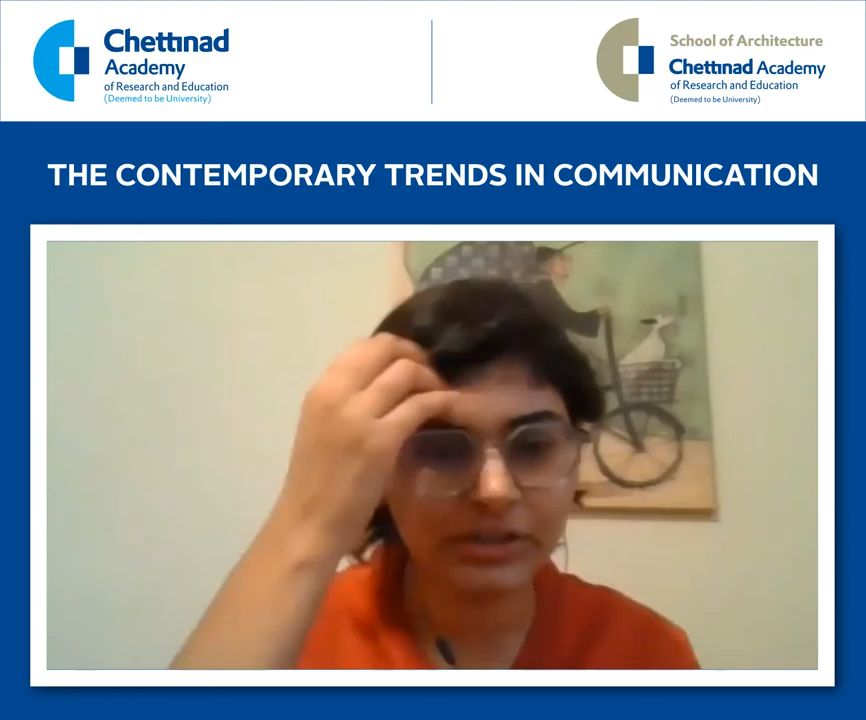 Chettinad
Academy
of Research and Education
(Deemed to be University)
School of Architecture
Chettinad Academy
of Research and Education
(Deemed to be University)
THE CONTEMPORARY TRENDS IN COMMUNICATION